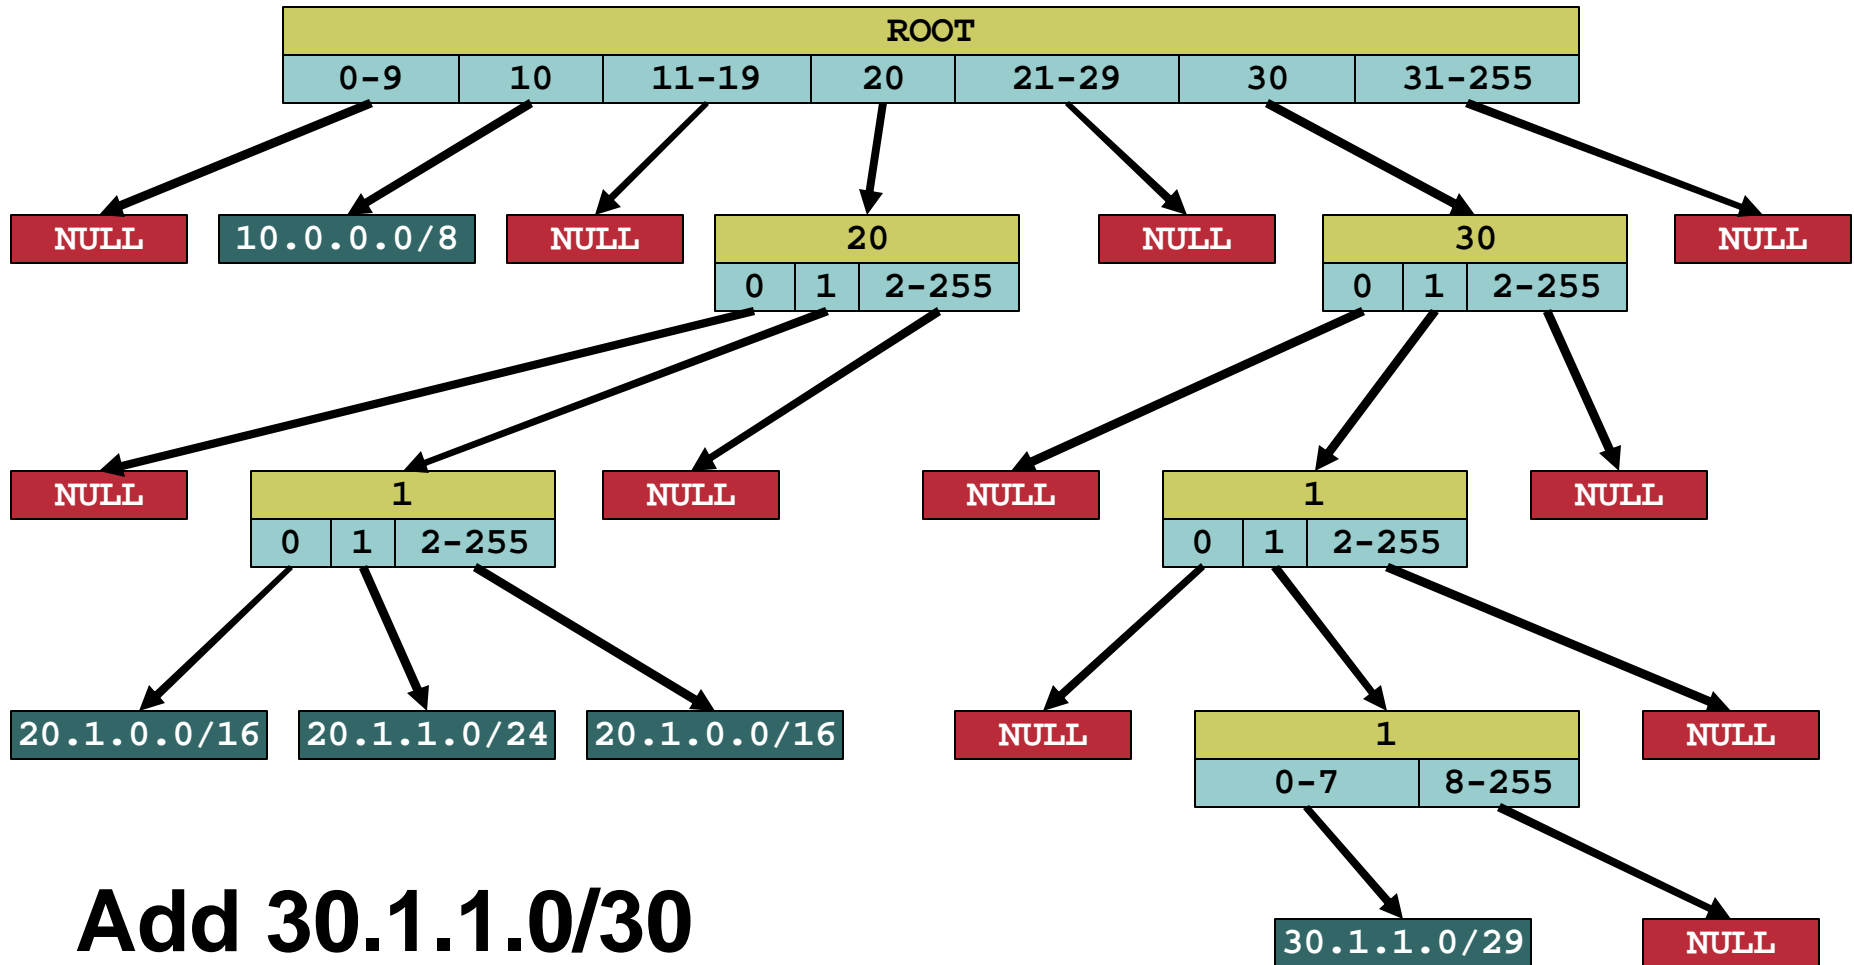 ROOT
0-9 10 11-19 20 21-29 30 31-255
NULL 10.0.0.0/8 NULL 20 NULL 30 NULL
0 1 2-255 0 1 2-255
NULL 1 NULL NULL 1 NULL
0 1 2-255 0 1 2-255
20.1.0.0/16 20.1.1.0/24 20.1.0.0/16 NULL 1 NULL
0-7 8-255
Add 30.1.1.0/30
30.1.1.0/29 NULL